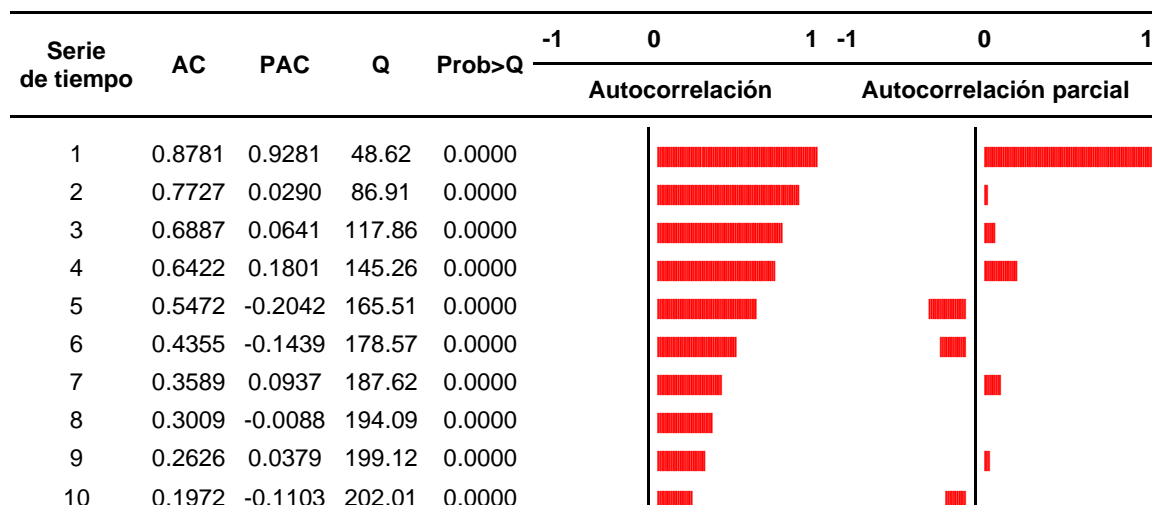 Serie de tiempo AC PAC Q Prob>Q -1 0 1 -1 0 1
Autocorrelación Autocorrelación parcial
1 0.8781 0.9281 48.62 0.0000
2 0.7727 0.0290 86.91 0.0000
3 0.6887 0.0641 117.86 0.0000
4 0.6422 0.1801 145.26 0.0000
5 0.5472 -0.2042 165.51 0.0000
6 0.4355 -0.1439 178.57 0.0000
7 0.3589 0.0937 187.62 0.0000
8 0.3009 -0.0088 194.09 0.0000
9 0.2626 0.0379 199.12 0.0000
10 0.1972 -0.1103 202.01 0.0000